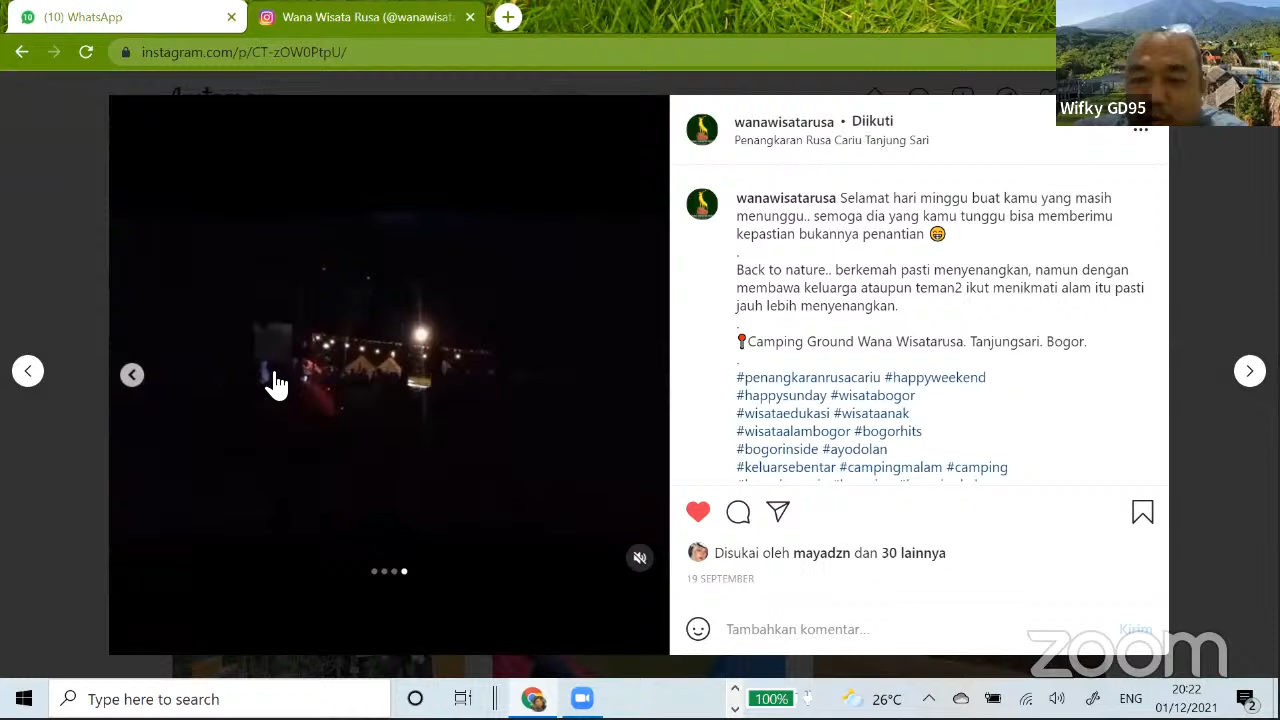 (10) WhatsApp
Wana Wisata Rusa (@wanawisata
instagram.com/p/CT-zOW0PtpU/
Wifky GD95
wanawisatarusa • Diikuti
Penangkaran Rusa Cariu Tanjung Sari
wanawisatarusa Selamat hari minggu buat kamu yang masih
menunggu.. semoga dia yang kamu tunggu bisa memberimu
kepastian bukannya penantian 😁
.
Back to nature.. berkemah pasti menyenangkan, namun dengan
membawa keluarga ataupun teman2 ikut menikmati alam itu pasti
jauh lebih menyenangkan.
.
📍Camping Ground Wana Wisatarusa. Tanjungsari. Bogor.
.
#penangkaranrusacariu #happyweekend
#happysunday #wisatabogor
#wisataedukasi #wisataanak
#wisataalambogor #bogorhits
#bogorinside #ayodolan
#keluarsebentar #campingmalam #camping
Disukai oleh mayadzn dan 30 lainnya
19 SEPTEMBER
Tambahkan komentar...
Kirim
zoom
Type here to search
100%
26°C
ENG
20:22
01/12/2021
2